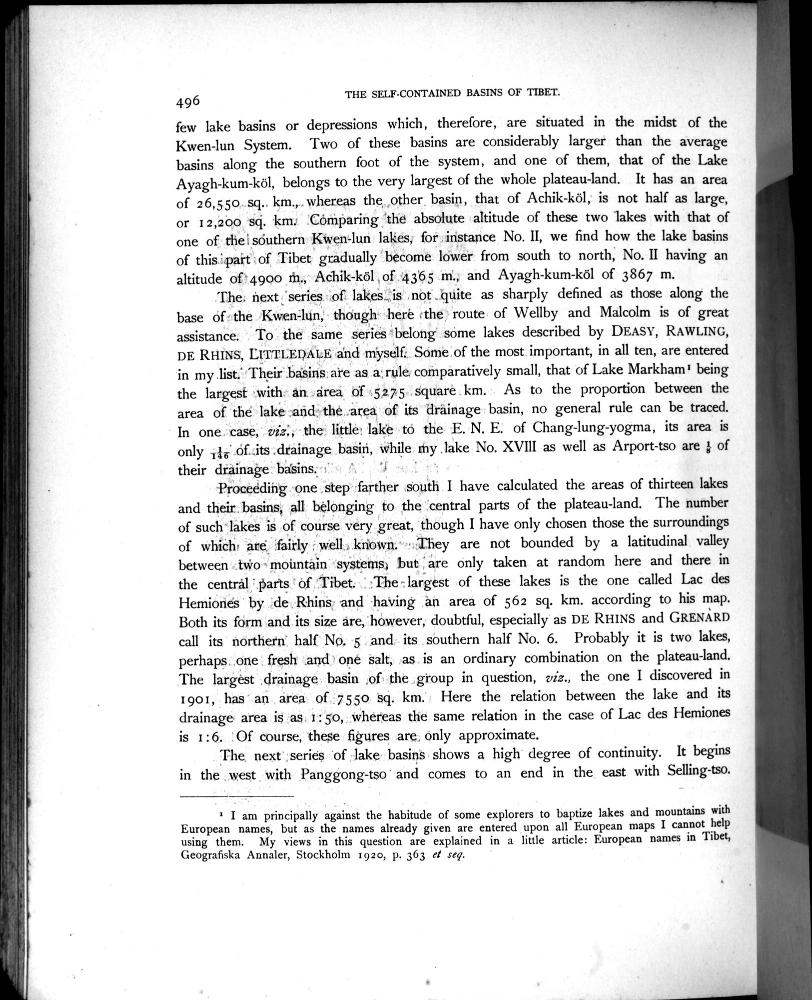 496
THE SELF-CONTAINED BASINS OF TIBET.
few lake basins or depressions which, therefore, are situated in the midst of the
Kwen-lun System. Two of these basins are considerably larger than the average
basins along the southern foot of the system, and one of them, that of the Lake
Ayagh-kum-köl, belongs to the very largest of the whole plateau-land. It has an area
of 26,550 sq. km., whereas the other basin, that of Achik-köl, is not half as large,
or 12,200 sq. km. Comparing the absolute altitude of these two lakes with that of
one of the southern Kwen-lun lakes, for instance No. II, we find how the lake basins
of this part of Tibet gradually become lower from south to north, No. II having an
altitude of 4900 m., Achik-köl of 4365 m., and Ayagh-kum-köl of 3867 m.
The next series of lakes is not quite as sharply defined as those along the
base of the Kwen-lun, though here the route of Wellby and Malcolm is of great
assistance. To the same series belong some lakes described by DEASY, RAWLING,
DE RHINS, LITTLEDALE and myself. Some of the most important, in all ten, are entered
in my list. Their basins are as a rule comparatively small, that of Lake Markham¹ being
the largest with an area of 5275 square km. As to the proportion between the
area of the lake and the area of its drainage basin, no general rule can be traced.
In one case, viz., the little lake to the E. N. E. of Chang-lung-yogma, its area is
only of its drainage basin, while my lake No. XVIII as well as Arport-tso are of
their drainage basins.
Proceeding one step farther south I have calculated the areas of thirteen lakes
and their basins, all belonging to the central parts of the plateau-land. The number
of such lakes is of course very great, though I have only chosen those the surroundings
of which are fairly well known. They are not bounded by a latitudinal valley
between two mountain systems, but are only taken at random here and there in
the central parts of Tibet. The largest of these lakes is the one called Lac des
Hemiones by de Rhins and having an area of 562 sq. km. according to his map.
Both its form and its size are, however, doubtful, especially as DE RHINS and GRENARD
call its northern half No. 5 and its southern half No. 6. Probably it is two lakes,
perhaps one fresh and one salt, as is an ordinary combination on the plateau-land.
The largest drainage basin of the group in question, viz., the one I discovered in
1901, has an area of 7550 sq. km. Here the relation between the lake and its
drainage area is as 1:50, whereas the same relation in the case of Lac des Hemiones
is 1:6. Of course, these figures are only approximate.
The next series of lake basins shows a high degree of continuity. It begins
in the west with Panggong-tso and comes to an end in the east with Selling-tso.
¹ I am principally against the habitude of some explorers to baptize lakes and mountains with
European names, but as the names already given are entered upon all European maps I cannot help
using them. My views in this question are explained in a little article: European names in Tibet,
Geografiska Annaler, Stockholm 1920, p. 363 et seq.